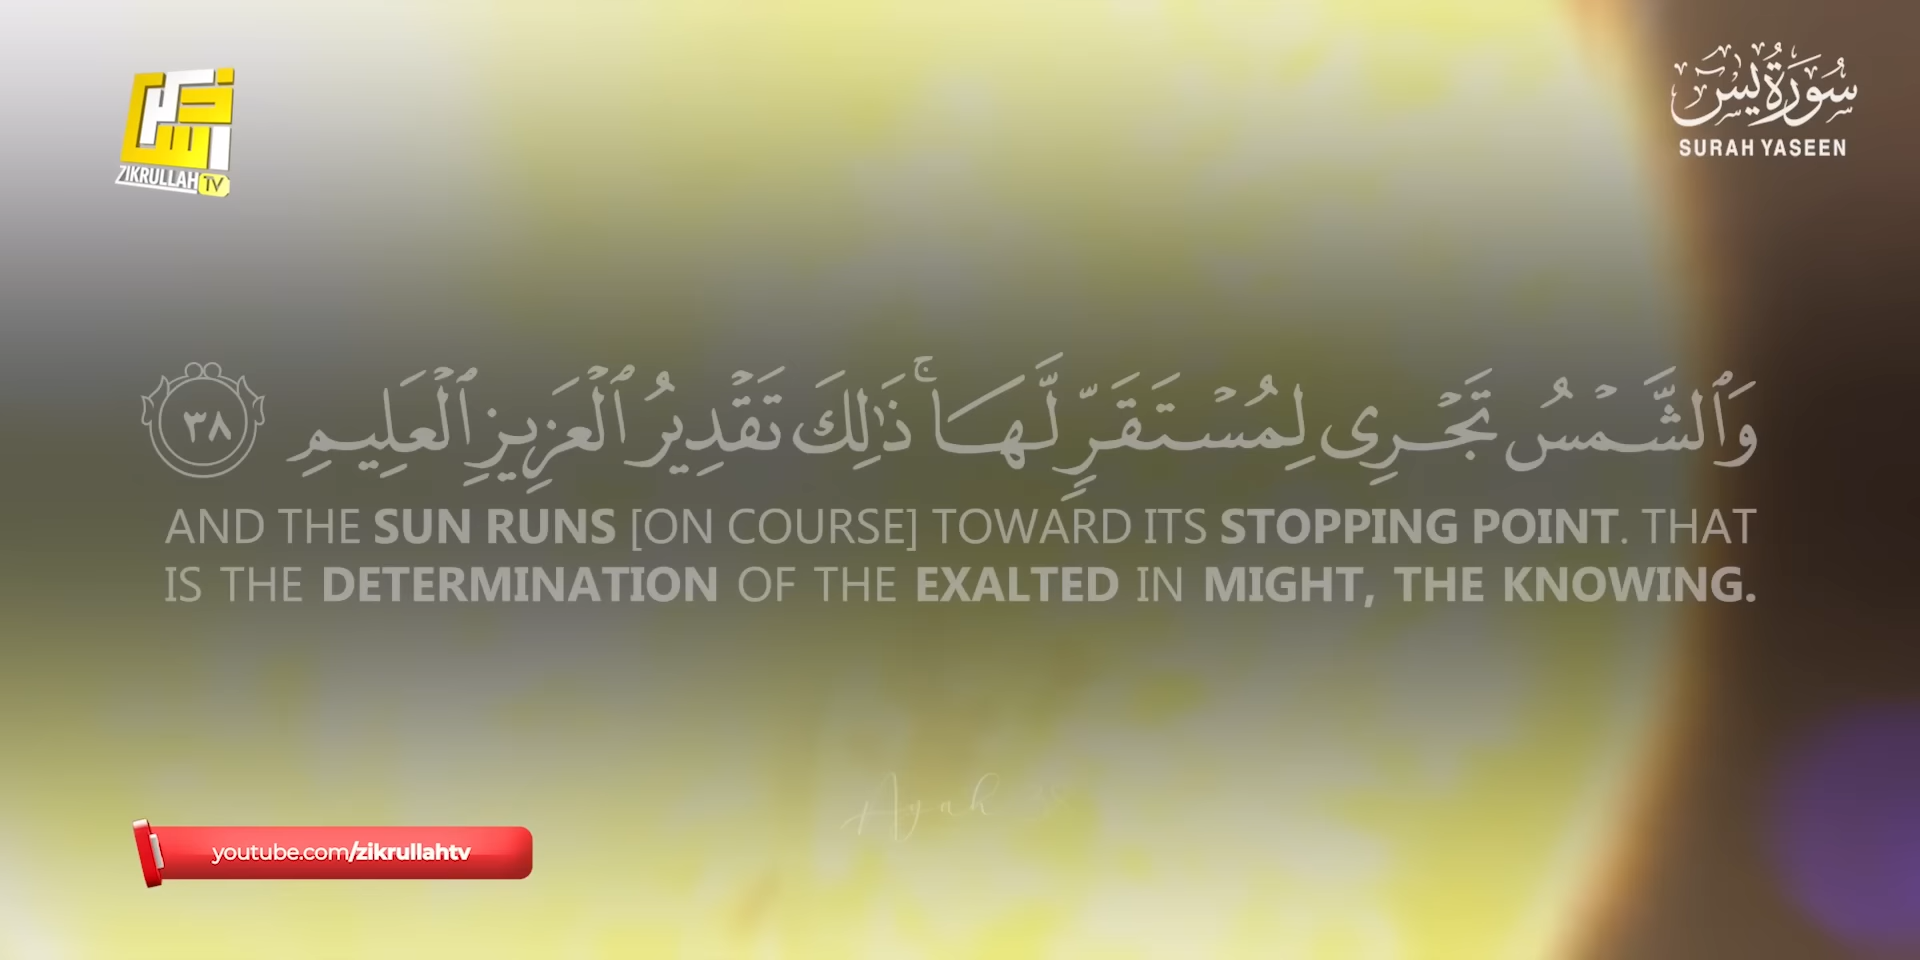 ZIKRULLAH TV
سُورَةُ يٰسٓ
SURAH YASEEN
وَٱلشَّمْسُ تَجْرِى لِمُسْتَقَرٍّ لَّهَا ۚ ذَٰلِكَ تَقْدِيرُ ٱلْعَزِيزِ ٱلْعَلِيمِ ٣٨
AND THE SUN RUNS [ON COURSE] TOWARD ITS STOPPING POINT. THAT
IS THE DETERMINATION OF THE EXALTED IN MIGHT, THE KNOWING.
Ayah
youtube.com/zikrullahtv